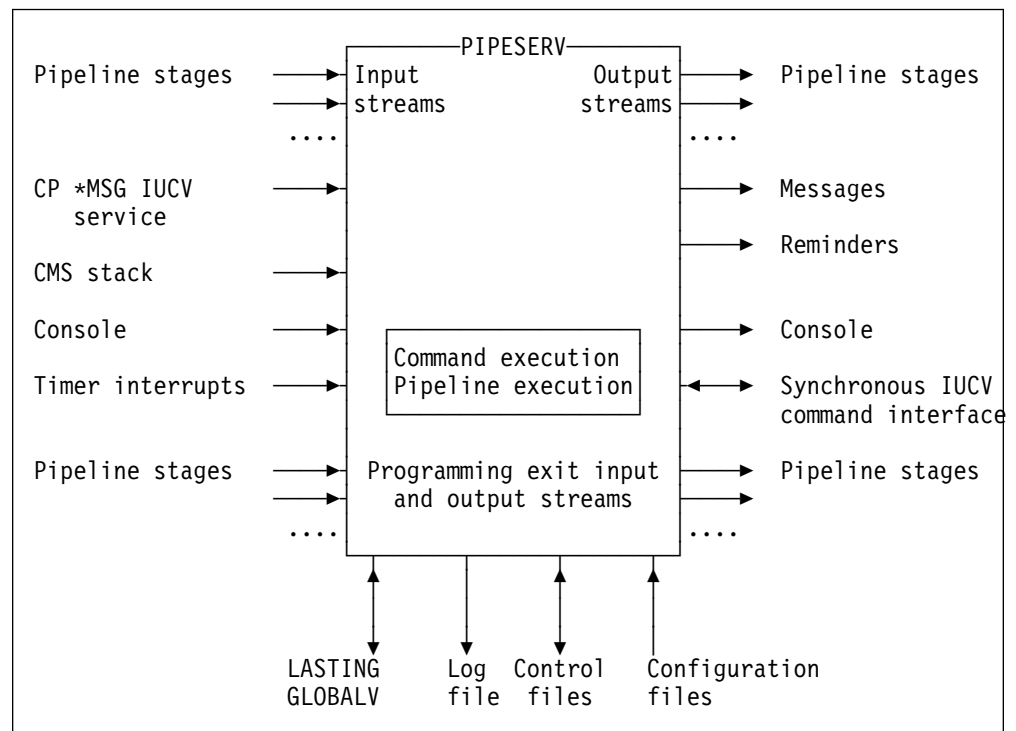 PIPESERV
Pipeline stages Input Output Pipeline stages
streams streams
.... ....
CP *MSG IUCV Messages
service
Reminders
CMS stack
Console Console
Command execution
Timer interrupts Pipeline execution Synchronous IUCV
command interface
Pipeline stages Programming exit input Pipeline stages
and output streams
.... ....
LASTING Log Control Configuration
GLOBALV file files files